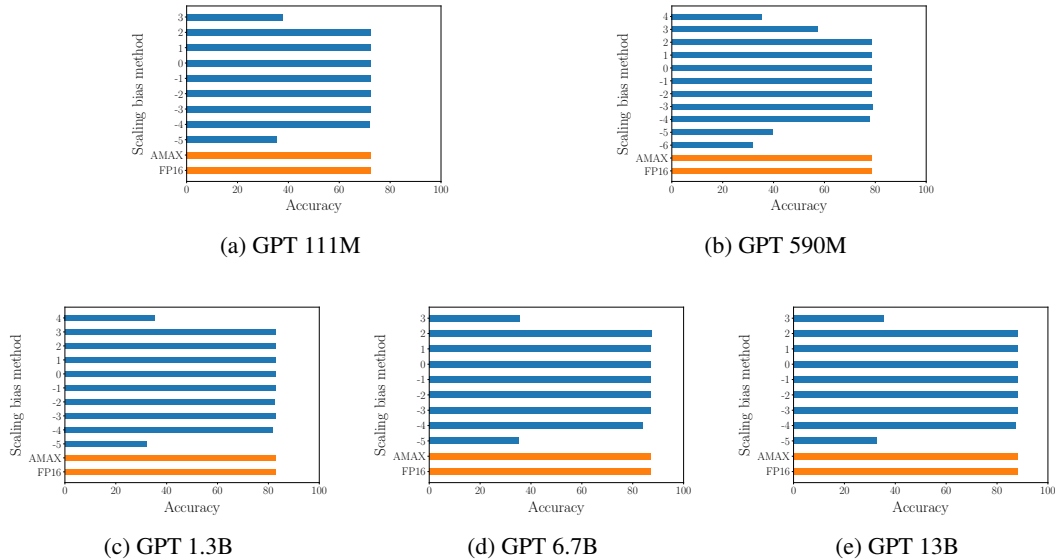 Scaling bias method
3
2
1
0
-1
-2
-3
-4
-5
AMAX
FP16
0 20 40 60 80 100
Accuracy
(a) GPT 111M
Scaling bias method
4
3
2
1
0
-1
-2
-3
-4
-5
-6
AMAX
FP16
0 20 40 60 80 100
Accuracy
(b) GPT 590M
Scaling bias method
4
3
2
1
0
-1
-2
-3
-4
-5
AMAX
FP16
0 20 40 60 80 100
Accuracy
(c) GPT 1.3B
Scaling bias method
3
2
1
0
-1
-2
-3
-4
-5
AMAX
FP16
0 20 40 60 80 100
Accuracy
(d) GPT 6.7B
Scaling bias method
3
2
1
0
-1
-2
-3
-4
-5
AMAX
FP16
0 20 40 60 80 100
Accuracy
(e) GPT 13B